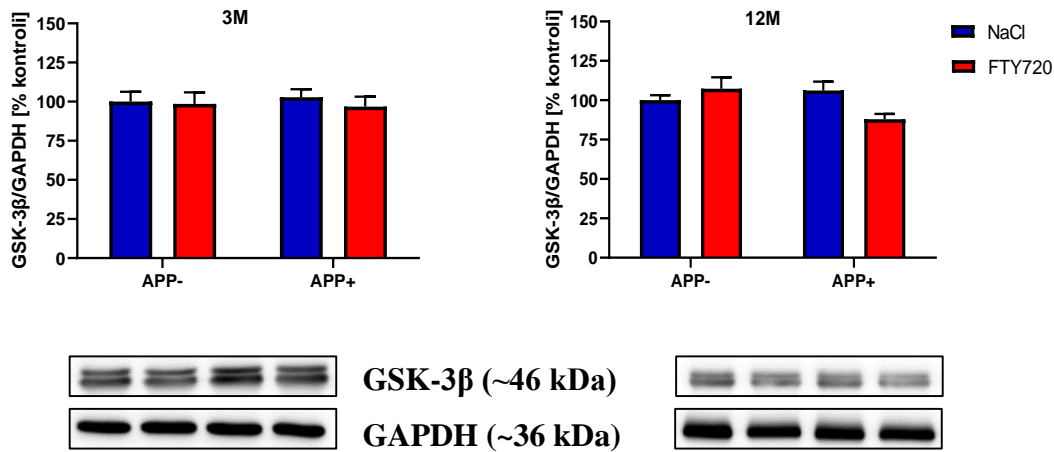 3M
GSK-3β/GAPDH [% kontroli]
150
125
100
75
50
25
0
APP-
APP+
12M
GSK-3β/GAPDH [% kontroli]
150
125
100
75
50
25
0
APP-
APP+
NaCl
FTY720
GSK-3β (~46 kDa)
GAPDH (~36 kDa)